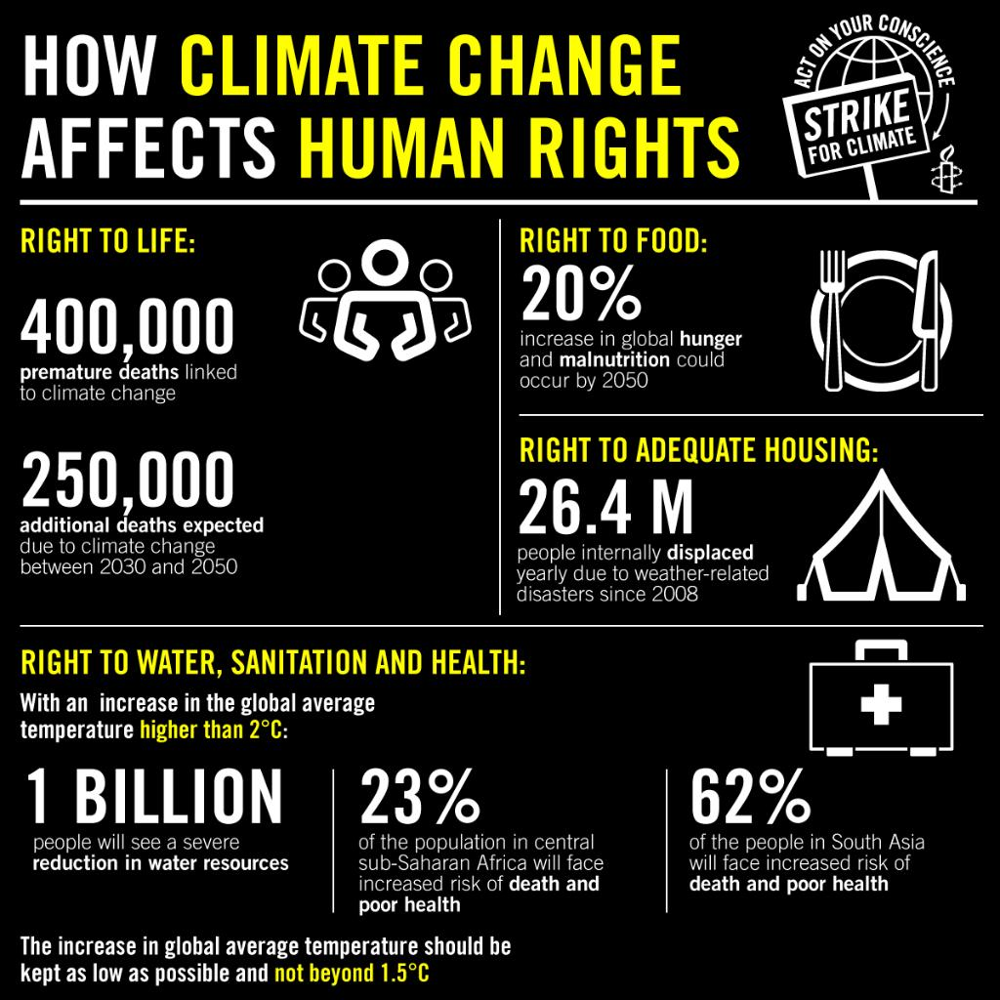 HOW CLIMATE CHANGE
AFFECTS HUMAN RIGHTS
ACT ON YOUR CONSCIENCE
STRIKE
FOR CLIMATE
RIGHT TO LIFE:
400,000
premature deaths linked
to climate change
250,000
additional deaths expected
due to climate change
between 2030 and 2050
RIGHT TO FOOD:
20%
increase in global hunger
and malnutrition could
occur by 2050
RIGHT TO ADEQUATE HOUSING:
26.4 M
people internally displaced
yearly due to weather-related
disasters since 2008
RIGHT TO WATER, SANITATION AND HEALTH:
With an increase in the global average
temperature higher than 2°C:
1 BILLION
people will see a severe
reduction in water resources
23%
of the population in central
sub-Saharan Africa will face
increased risk of death and
poor health
62%
of the people in South Asia
will face increased risk of
death and poor health
The increase in global average temperature should be
kept as low as possible and not beyond 1.5°C